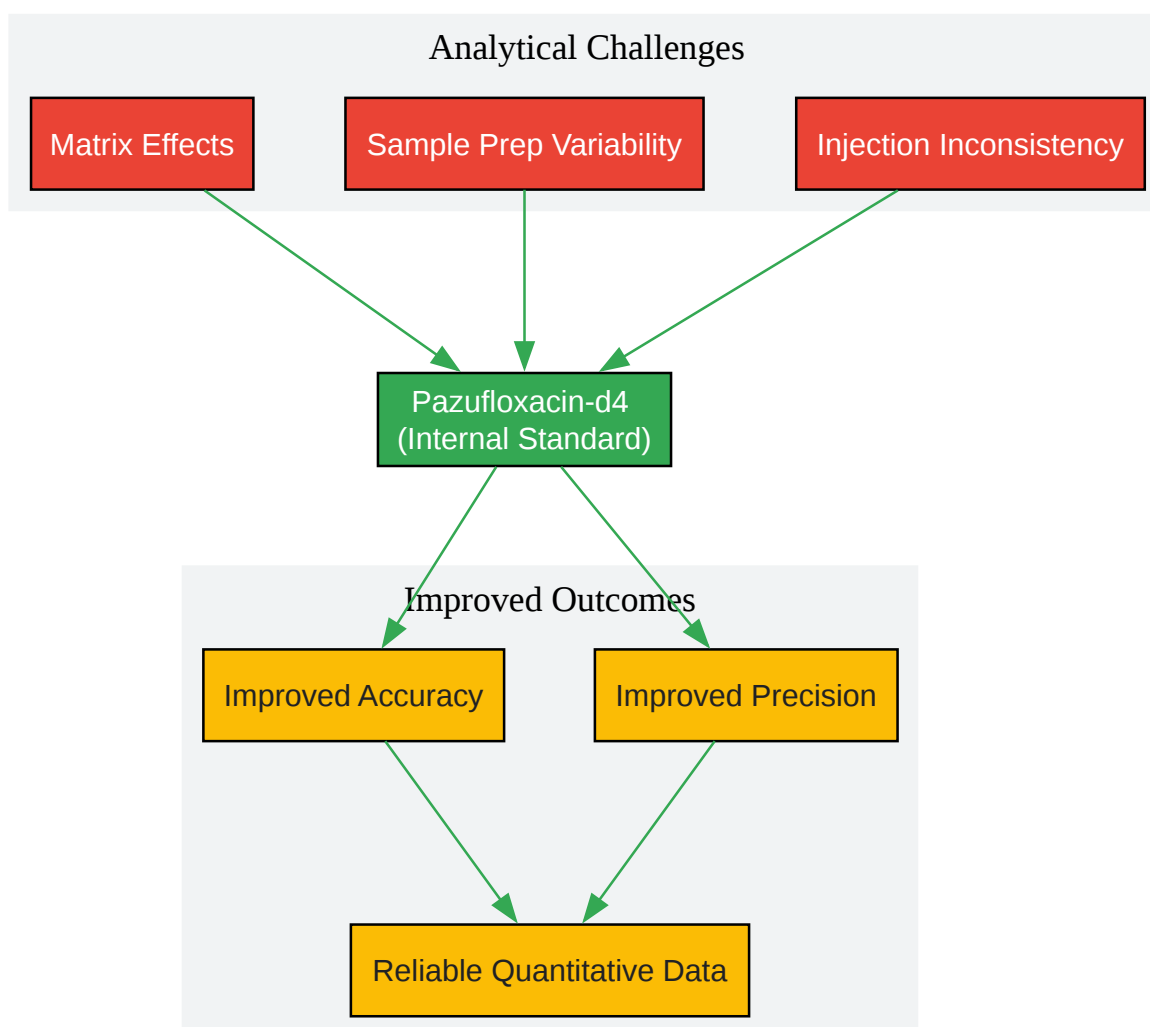 Analytical Challenges
Matrix Effects
Sample Prep Variability
Injection Inconsistency
Pazufloxacin-d4
(Internal Standard)
Improved Outcomes
Improved Accuracy
Improved Precision
Reliable Quantitative Data